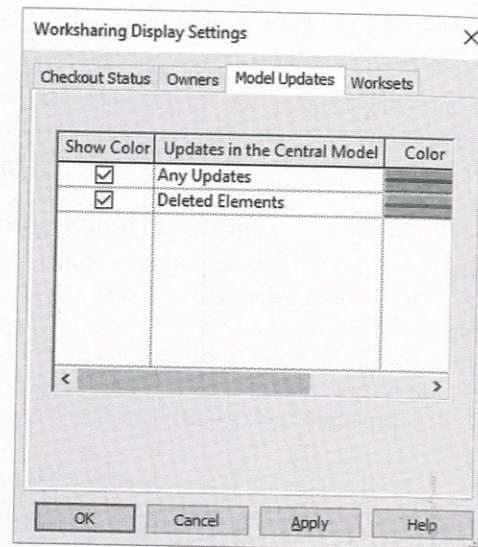 Worksharing Display Settings
Checkout Status Owners Model Updates Worksets
Show Color Updates in the Central Model Color
Any Updates
Deleted Elements
OK Cancel Apply Help